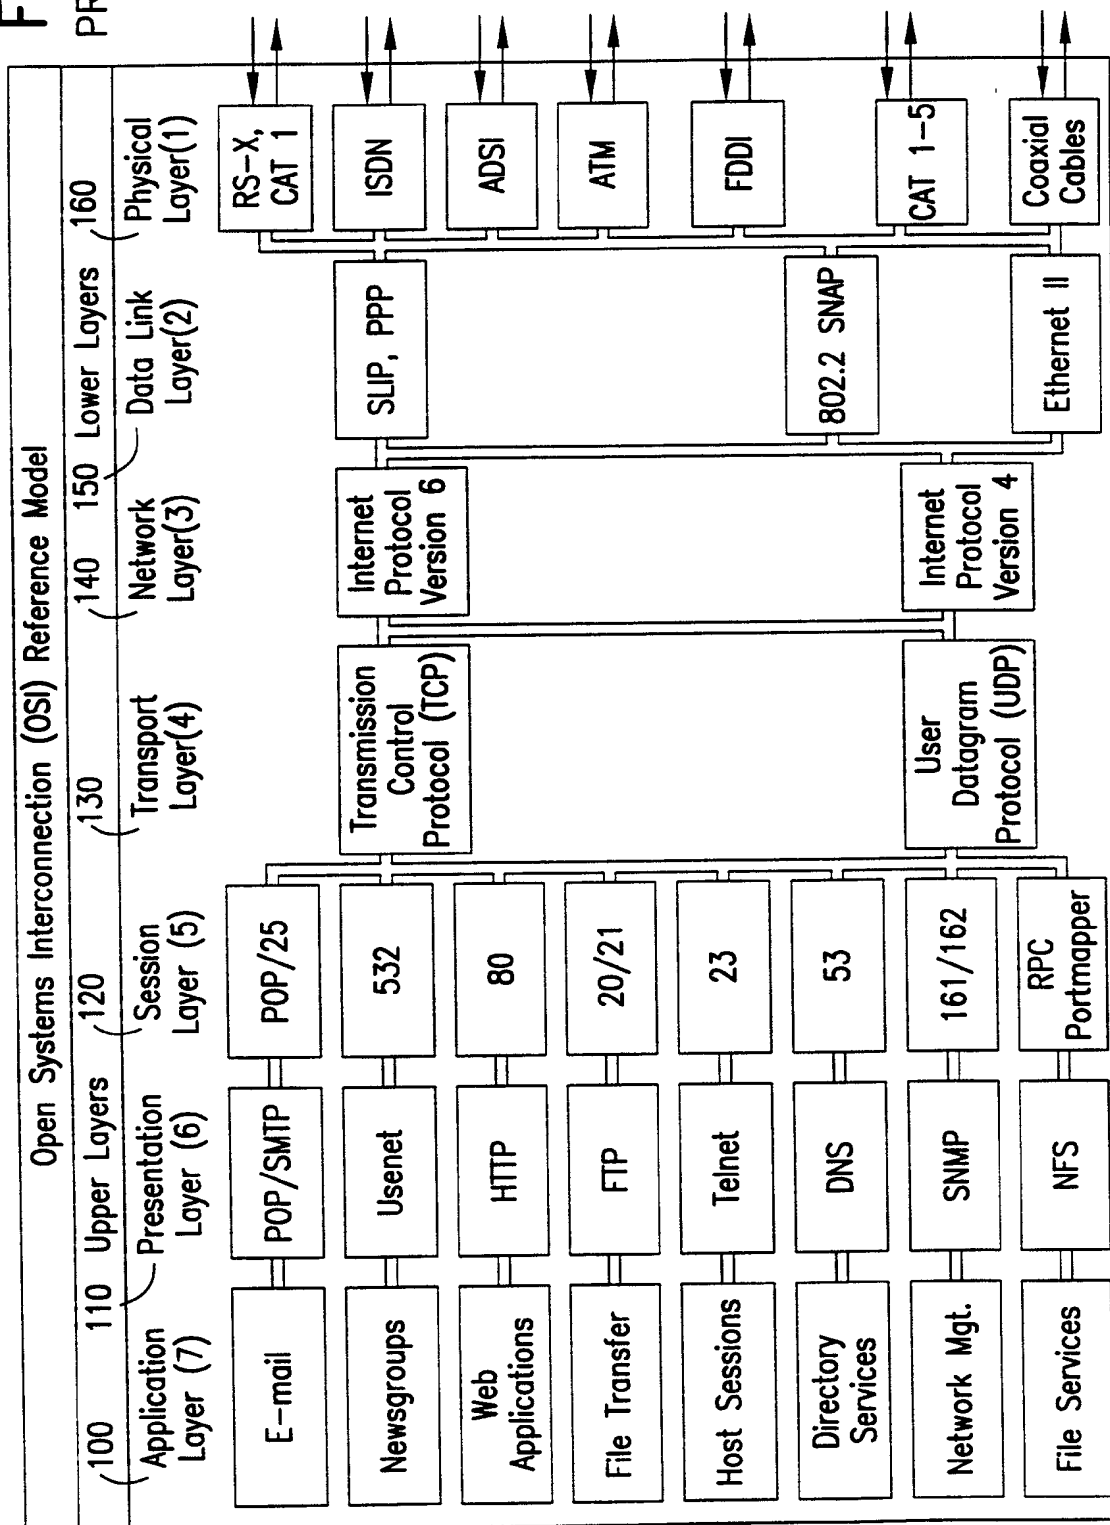 F
PR
Open Systems Interconnection (OSI) Reference Model
Upper Layers
Lower Layers
100
110
120
130
140
150
160
Application
Layer (7)
Presentation
Layer (6)
Session
Layer (5)
Transport
Layer(4)
Network
Layer(3)
Data Link
Layer(2)
Physical
Layer(1)
E-mail
POP/SMTP
POP/25
Newsgroups
Usenet
532
Web
Applications
HTTP
80
File Transfer
FTP
20/21
Host Sessions
Telnet
23
Directory
Services
DNS
53
Network Mgt.
SNMP
161/162
File Services
NFS
RPC
Portmapper
Transmission
Control
Protocol (TCP)
User
Datagram
Protocol (UDP)
Internet
Protocol
Version 6
Internet
Protocol
Version 4
SLIP, PPP
802.2 SNAP
Ethernet II
RS-X,
CAT 1
ISDN
ADSI
ATM
FDDI
CAT 1-5
Coaxial
Cables